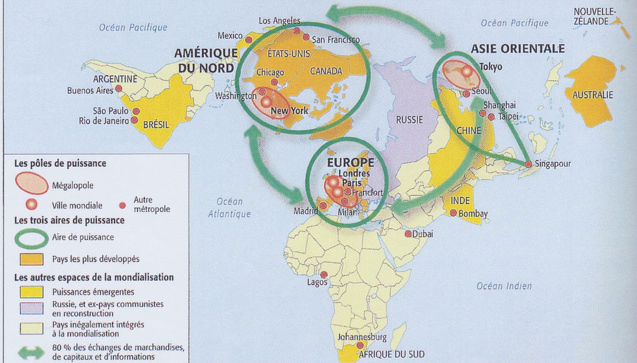 Océan Pacifique
Los Angeles
Océan Pacifique
NOUVELLE-
ZÉLANDE
Mexico
San Francisco
AMÉRIQUE
DU NORD
ÉTATS-UNIS
ASIE ORIENTALE
Tokyo
ARGENTINE
Buenos Aires
Chicago
CANADA
Washington
New York
Séoul
AUSTRALIE
São Paulo
Rio de Janeiro
BRÉSIL
Shanghai
Taipei
RUSSIE
CHINE
EUROPE
Londres
Paris
Francfort
Madrid
Milan
Singapour
INDE
Bombay
Océan
Atlantique
Dubai
Lagos
Océan Indien
Johannesburg
AFRIQUE DU SUD
Les pôles de puissance
Mégalopole
Ville mondiale
Autre
métropole
Les trois aires de puissance
Aire de puissance
Pays les plus développés
Les autres espaces de la mondialisation
Puissances émergentes
Russie, et ex-pays communistes
en reconstruction
Pays inégalement intégrés
à la mondialisation
80 % des échanges de marchandises,
de capitaux et d'informations